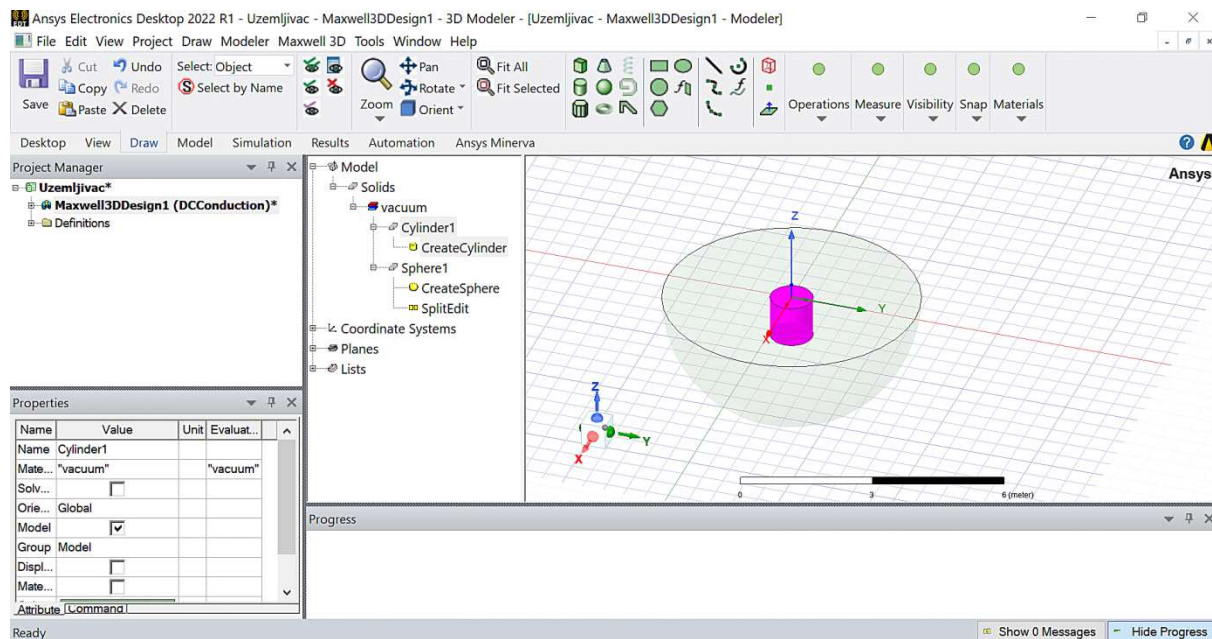 Ansys Electronics Desktop 2022 R1 - Uzemljivac - Maxwell3DDesign1 - 3D Modeler - [Uzemljivac - Maxwell3DDesign1 - Modeler]
File Edit View Project Draw Modeler Maxwell 3D Tools Window Help
Save
Cut
Copy
Paste
Undo
Redo
Delete
Select: Object
Select by Name
Zoom
Pan
Rotate
Orient
Fit All
Fit Selected
Operations Measure Visibility Snap Materials
Desktop View Draw Model Simulation Results Automation Ansys Minerva
Project Manager
Uzemljivac*
Maxwell3DDesign1 (DCConduction)*
Definitions
Model
Solids
vacuum
Cylinder1
CreateCylinder
Sphere1
CreateSphere
SplitEdit
Coordinate Systems
Planes
Lists
Ansys
Z
Y
X
Z
Y
X
0 3 6 (meter)
Properties
Name Value Unit Evaluat...
Name Cylinder1
Mate... "vacuum" "vacuum"
Solv...
Orie... Global
Model
Group Model
Displ...
Mate...
Attribute Command
Progress
Ready
Show 0 Messages
Hide Progress